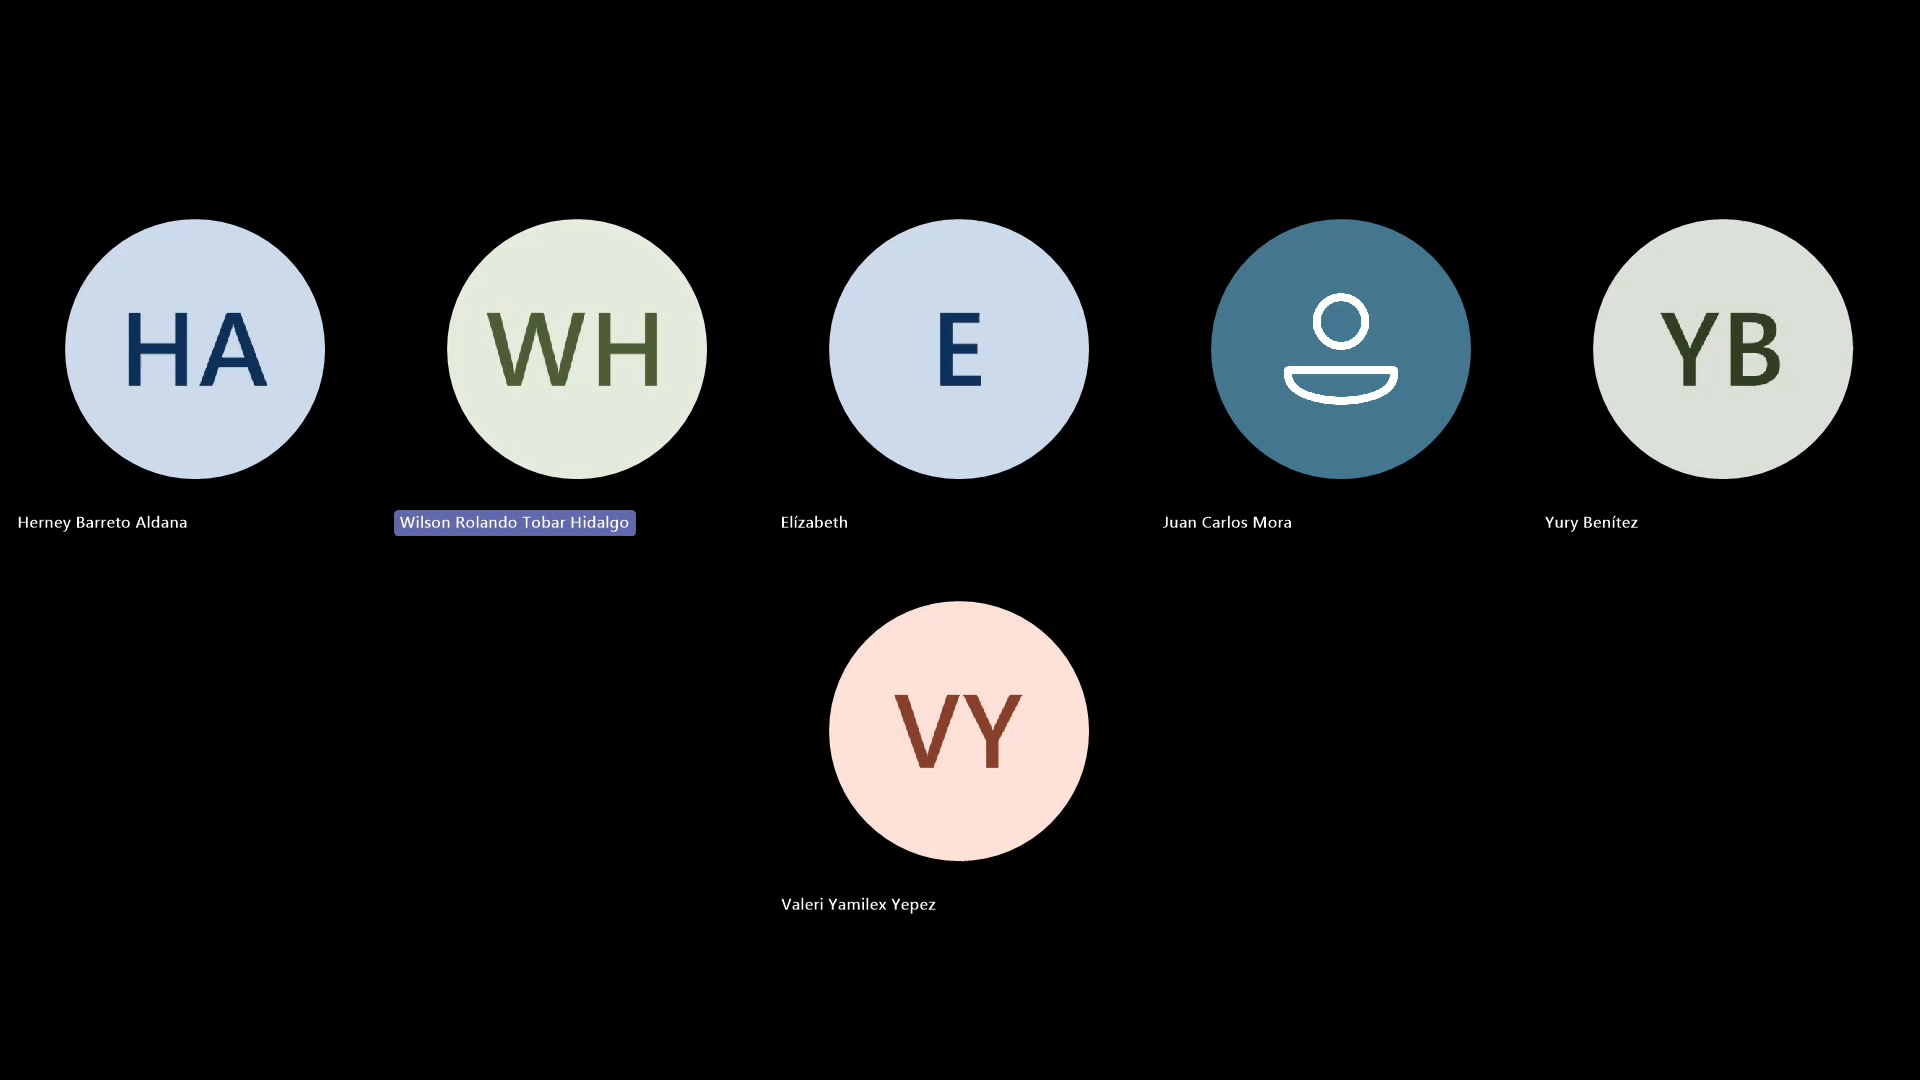 HA
WH
E
YB
Herney Barreto Aldana
Wilson Rolando Tobar Hidalgo
Elízabeth
Juan Carlos Mora
Yury Benítez
VY
Valeri Yamilex Yepez